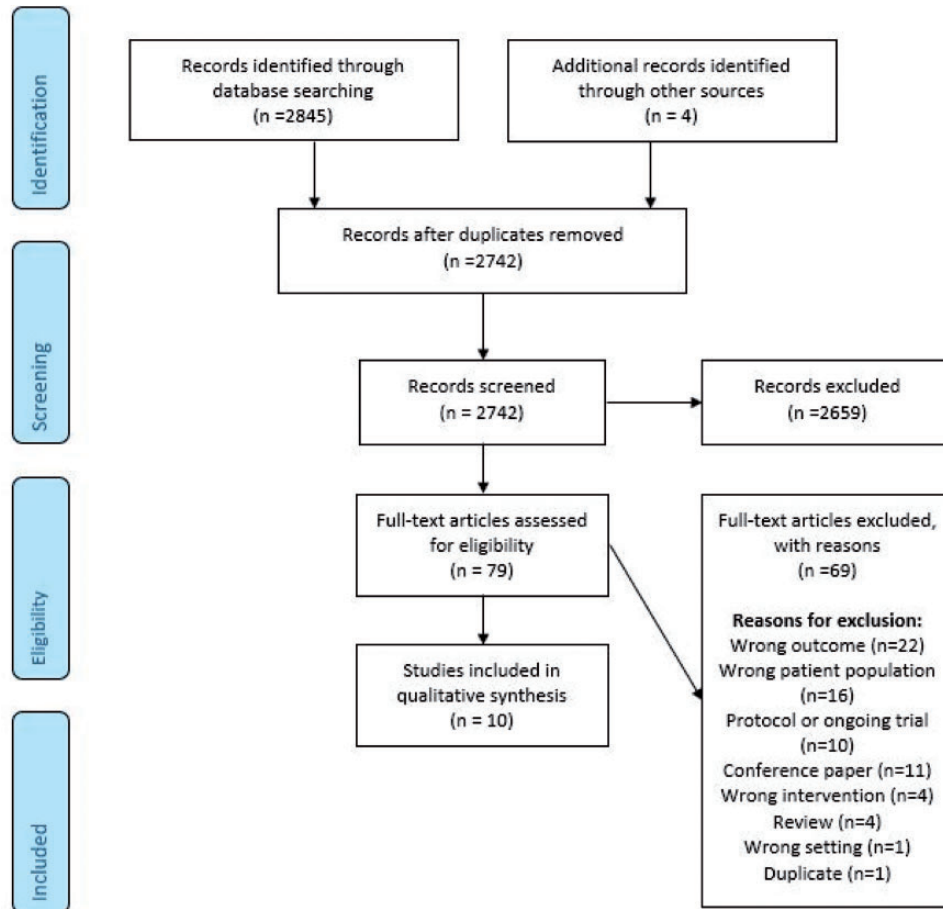 Identification
Records identified through
database searching
(n =2845)
Additional records identified
through other sources
(n = 4)
Records after duplicates removed
(n =2742)
Screening
Records screened
(n = 2742)
Records excluded
(n =2659)
Eligibility
Full-text articles assessed
for eligibility
(n = 79)
Full-text articles excluded,
with reasons
(n =69)
Reasons for exclusion:
Wrong outcome (n=22)
Wrong patient population
(n=16)
Protocol or ongoing trial
(n=10)
Conference paper (n=11)
Wrong intervention (n=4)
Review (n=4)
Wrong setting (n=1)
Duplicate (n=1)
Included
Studies included in
qualitative synthesis
(n = 10)